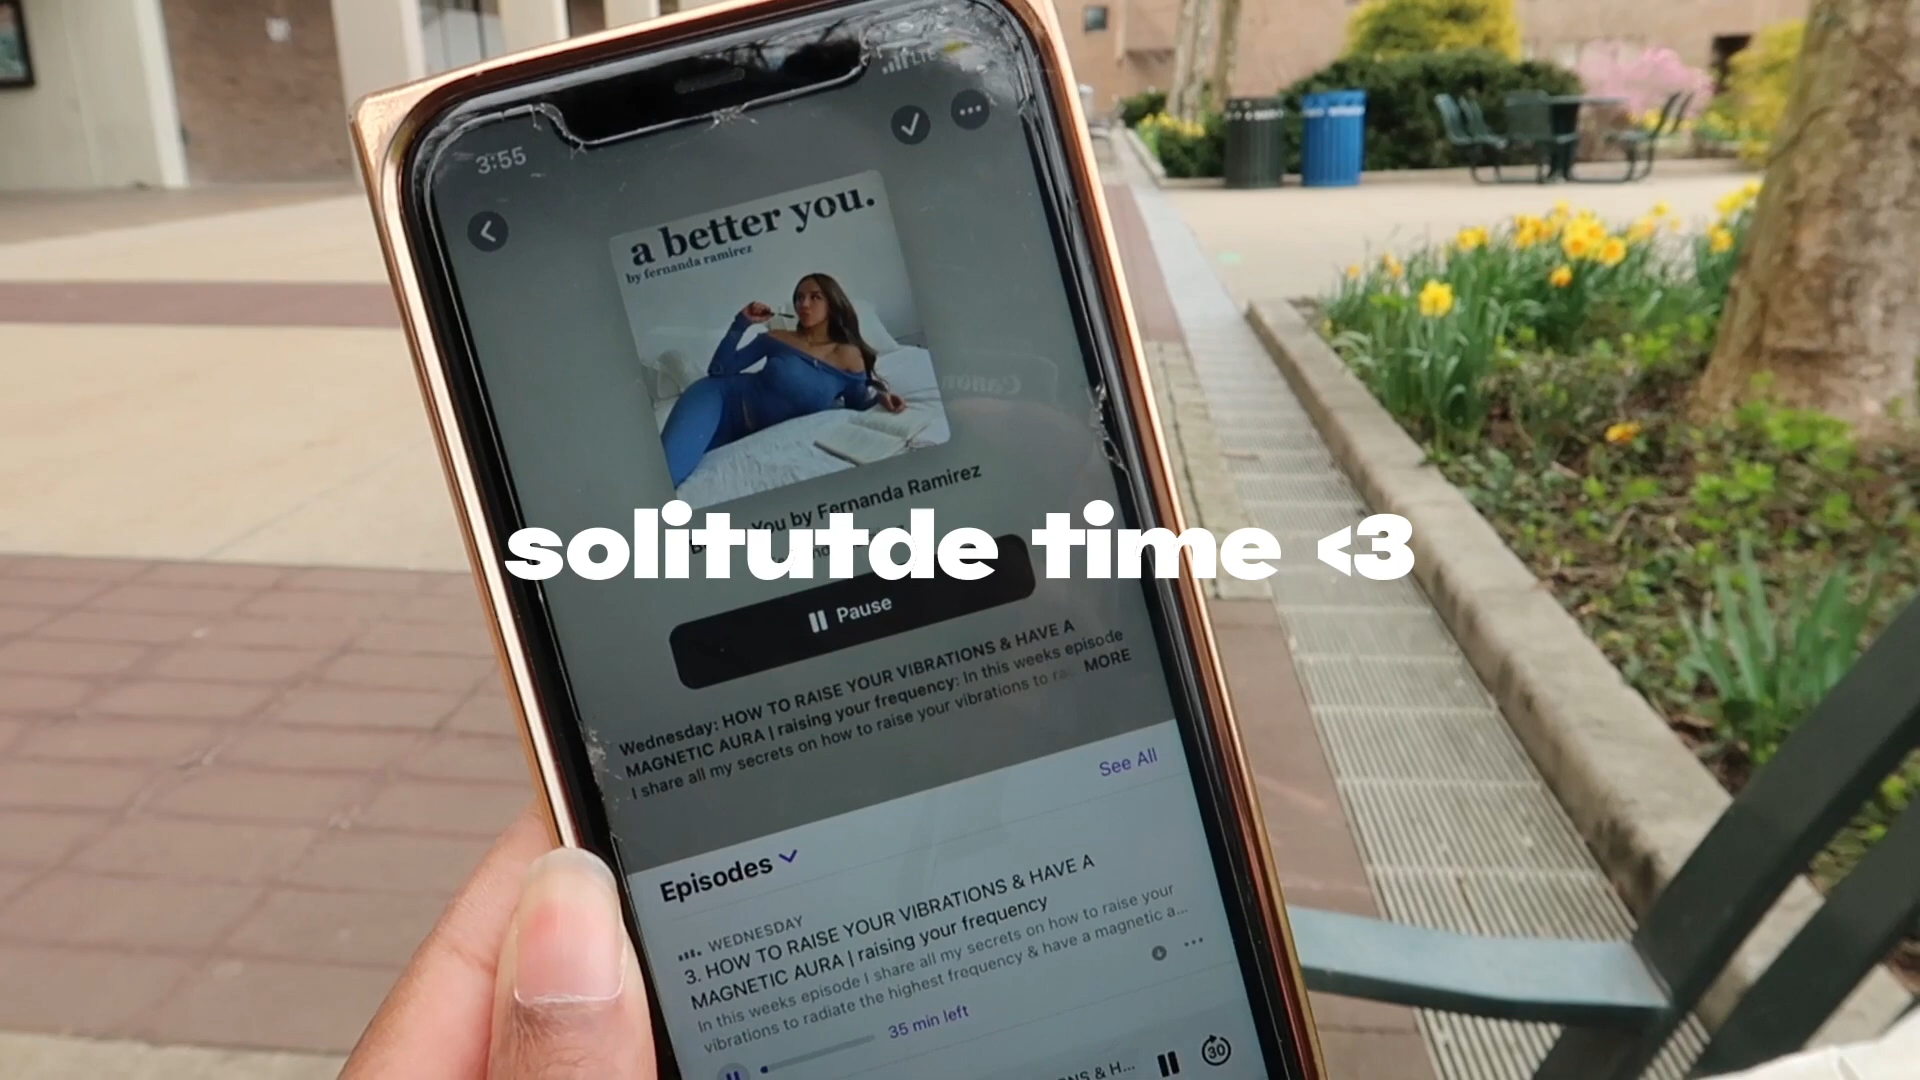 LTE
3:55
a better you.
by fernanda ramirez
Canon
You by Fernanda Ramirez
solitutde time <3
Pause
Wednesday: HOW TO RAISE YOUR VIBRATIONS & HAVE A
MAGNETIC AURA | raising your frequency: In this weeks episode
I share all my secrets on how to raise your vibrations to
MORE
See All
Episodes
WEDNESDAY
3. HOW TO RAISE YOUR VIBRATIONS & HAVE A
MAGNETIC AURA | raising your frequency
In this weeks episode I share all my secrets on how to raise your
vibrations to radiate the highest frequency & have a magnetic a...
35 min left
& H...
30